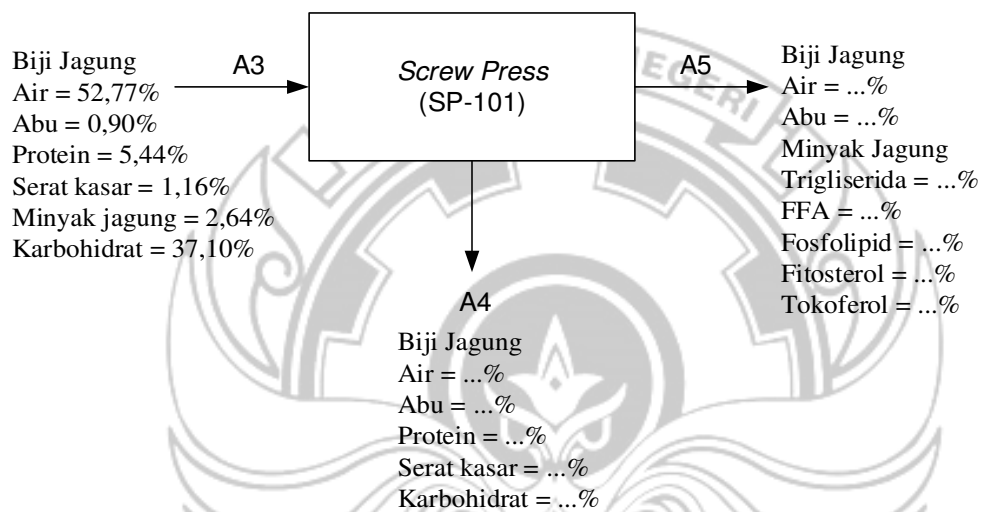 Biji Jagung
Air = 52,77%
Abu = 0,90%
Protein = 5,44%
Serat kasar = 1,16%
Minyak jagung = 2,64%
Karbohidrat = 37,10%
A3
Screw Press
(SP-101)
A5
Biji Jagung
Air = ...%
Abu = ...%
Minyak Jagung
Trigliserida = ...%
FFA = ...%
Fosfolipid = ...%
Fitosterol = ...%
Tokoferol = ...%
A4
Biji Jagung
Air = ...%
Abu = ...%
Protein = ...%
Serat kasar = ...%
Karbohidrat = ...%
NEGERI